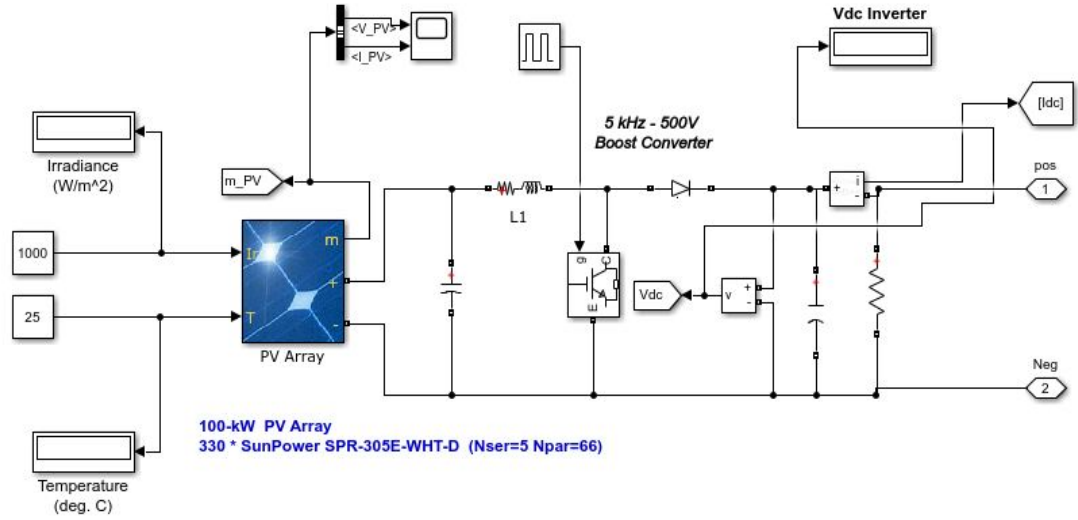 <V_PV>
<I_PV>
Vdc Inverter
[Idc]
5 kHz - 500V
Boost Converter
Irradiance
(W/m^2)
m_PV
pos
1
L1
1000
Ir
m
+
g
C
E
+
i
-
25
T
-
Vdc
v
+
-
PV Array
Neg
2
100-kW PV Array
330 * SunPower SPR-305E-WHT-D (Nser=5 Npar=66)
Temperature
(deg. C)